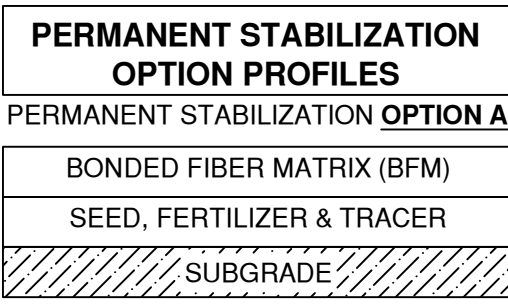 PERMANENT STABILIZATION
OPTION PROFILES
PERMANENT STABILIZATION OPTION A
BONDED FIBER MATRIX (BFM)
SEED, FERTILIZER & TRACER
SUBGRADE